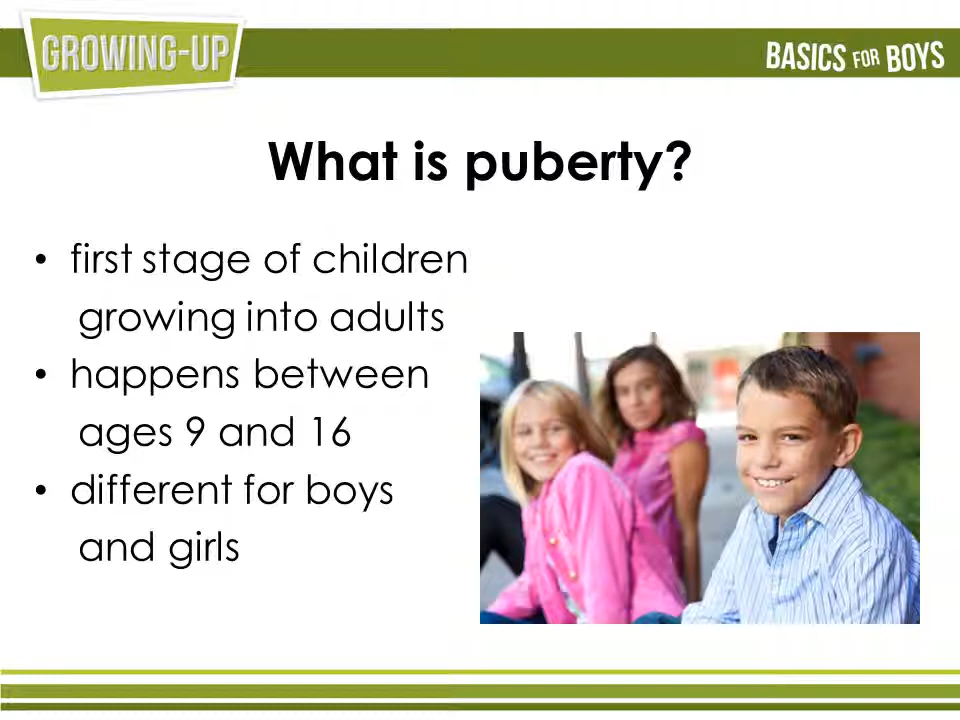 GROWING-UP
BASICS FOR BOYS
What is puberty?
• first stage of children
growing into adults
• happens between
ages 9 and 16
• different for boys
and girls